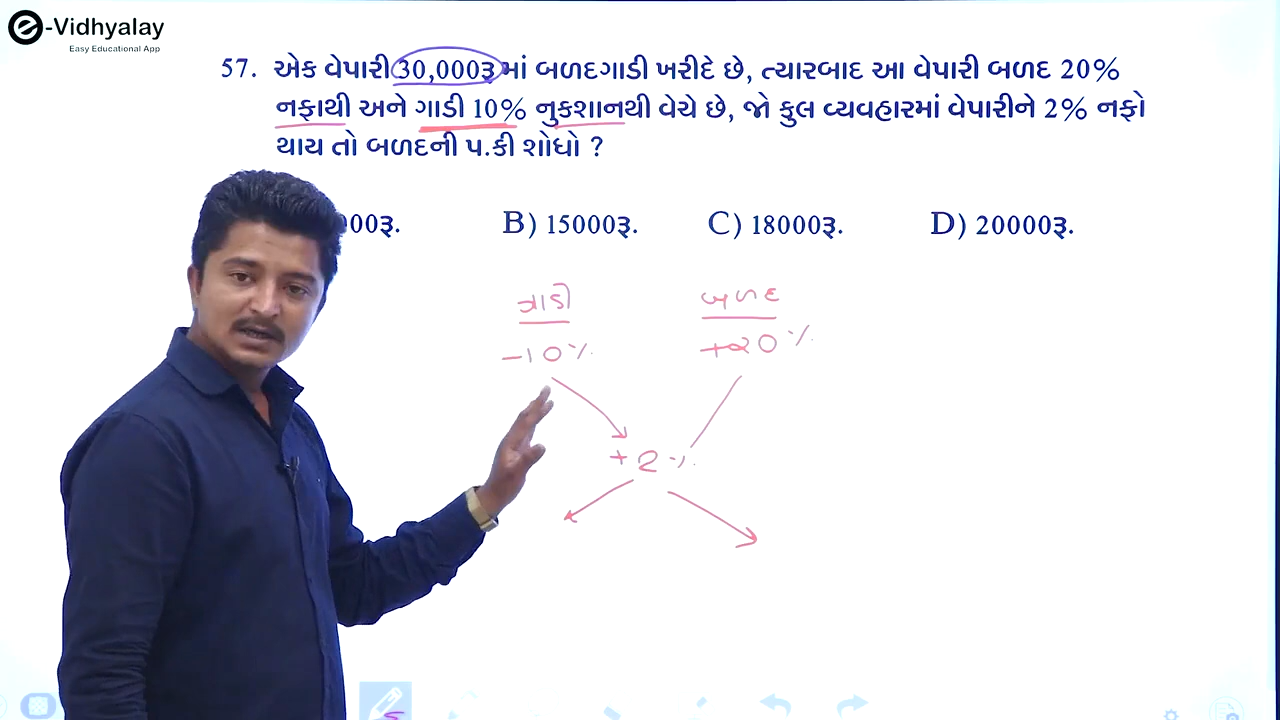 e-Vidhyalay
Easy Educational App
57. એક વેપારી 30,000રૂ માં બળદગાડી ખરીદે છે, ત્યારબાદ આ વેપારી બળદ 20%
નફાથી અને ગાડી 10% નુકશાનથી વેચે છે, જો કુલ વ્યવહારમાં વેપારીને 2% નફો
થાય તો બળદની પ.કી શોધો ?
000રૂ. B) 15000રૂ. C) 18000રૂ. D) 20000રૂ.
ગાડી બળદ
-10% +20%
+2%